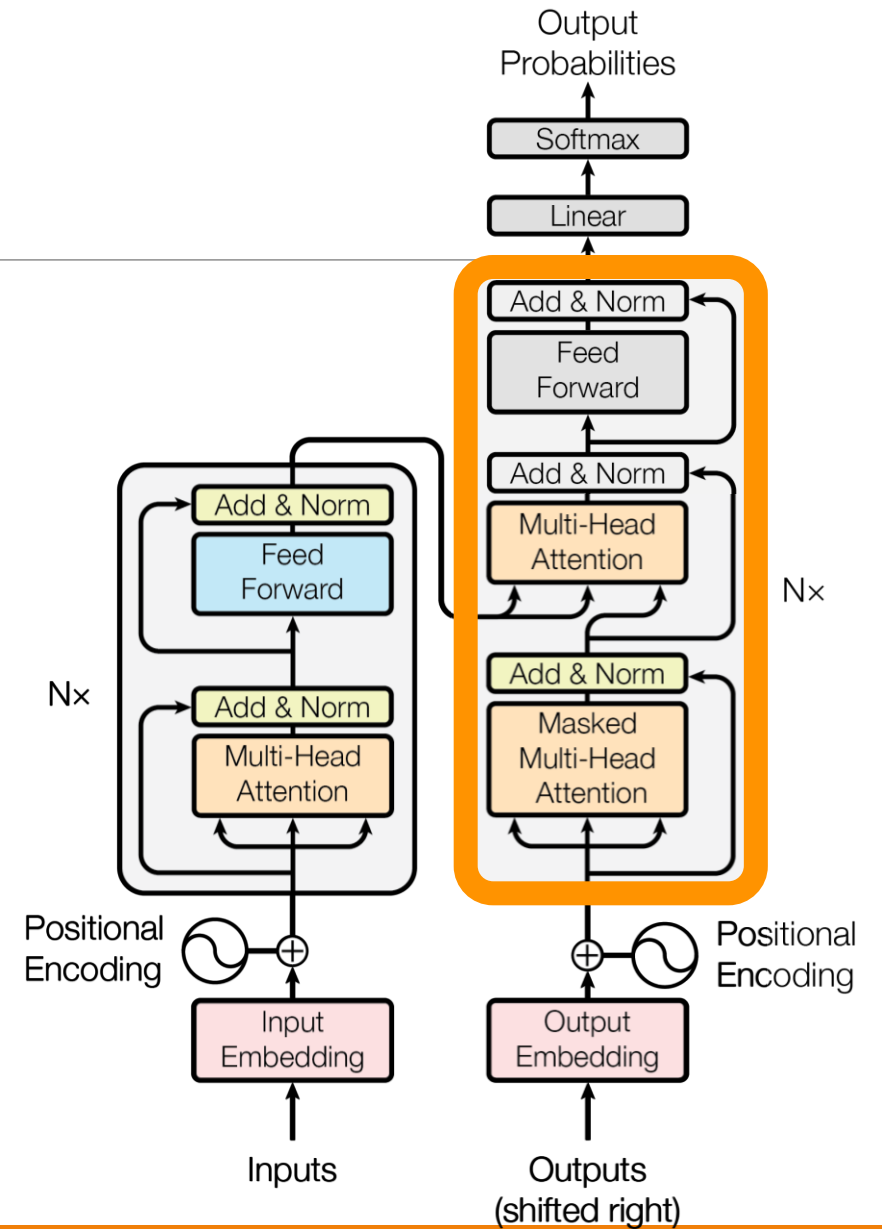 Output
Probabilities
Softmax
Linear
Add & Norm
Feed
Forward
Add & Norm
Multi-Head
Attention
Add & Norm
Masked
Multi-Head
Attention
Nx
Add & Norm
Feed
Forward
Add & Norm
Multi-Head
Attention
Nx
Positional
Encoding
Positional
Encoding
Input
Embedding
Output
Embedding
Inputs
Outputs
(shifted right)